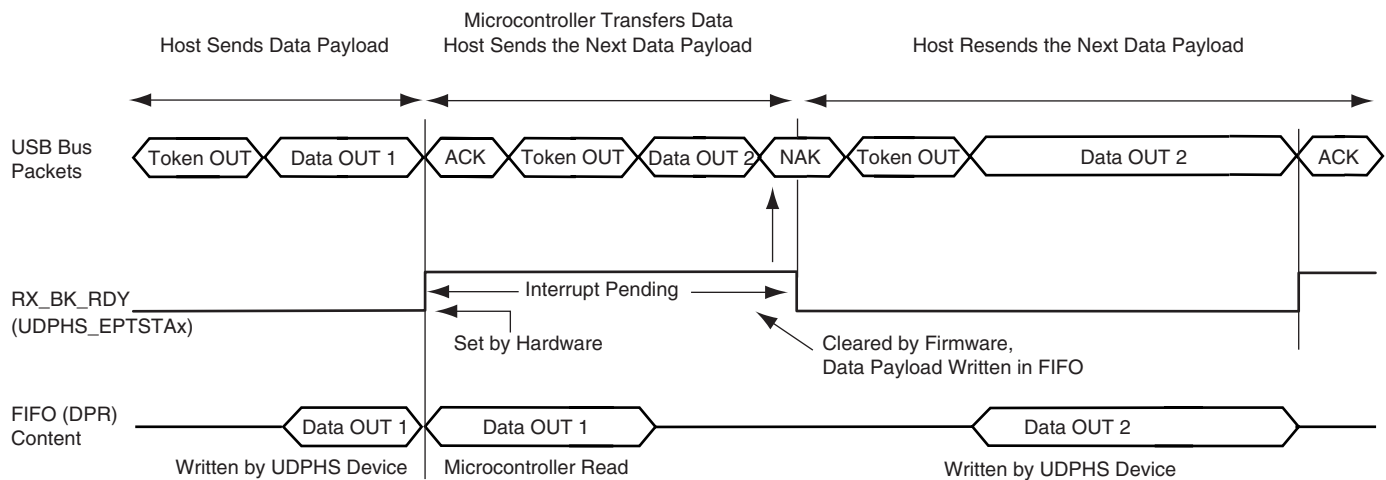 Host Sends Data Payload
Microcontroller Transfers Data
Host Sends the Next Data Payload
Host Resends the Next Data Payload
USB Bus
Packets
Token OUT
Data OUT 1
ACK
Token OUT
Data OUT 2
NAK
Token OUT
Data OUT 2
ACK
RX_BK_RDY
(UDPHS_EPTSTAx)
Interrupt Pending
Set by Hardware
Cleared by Firmware,
Data Payload Written in FIFO
FIFO (DPR)
Content
Data OUT 1
Data OUT 1
Data OUT 2
Written by UDPHS Device
Microcontroller Read
Written by UDPHS Device